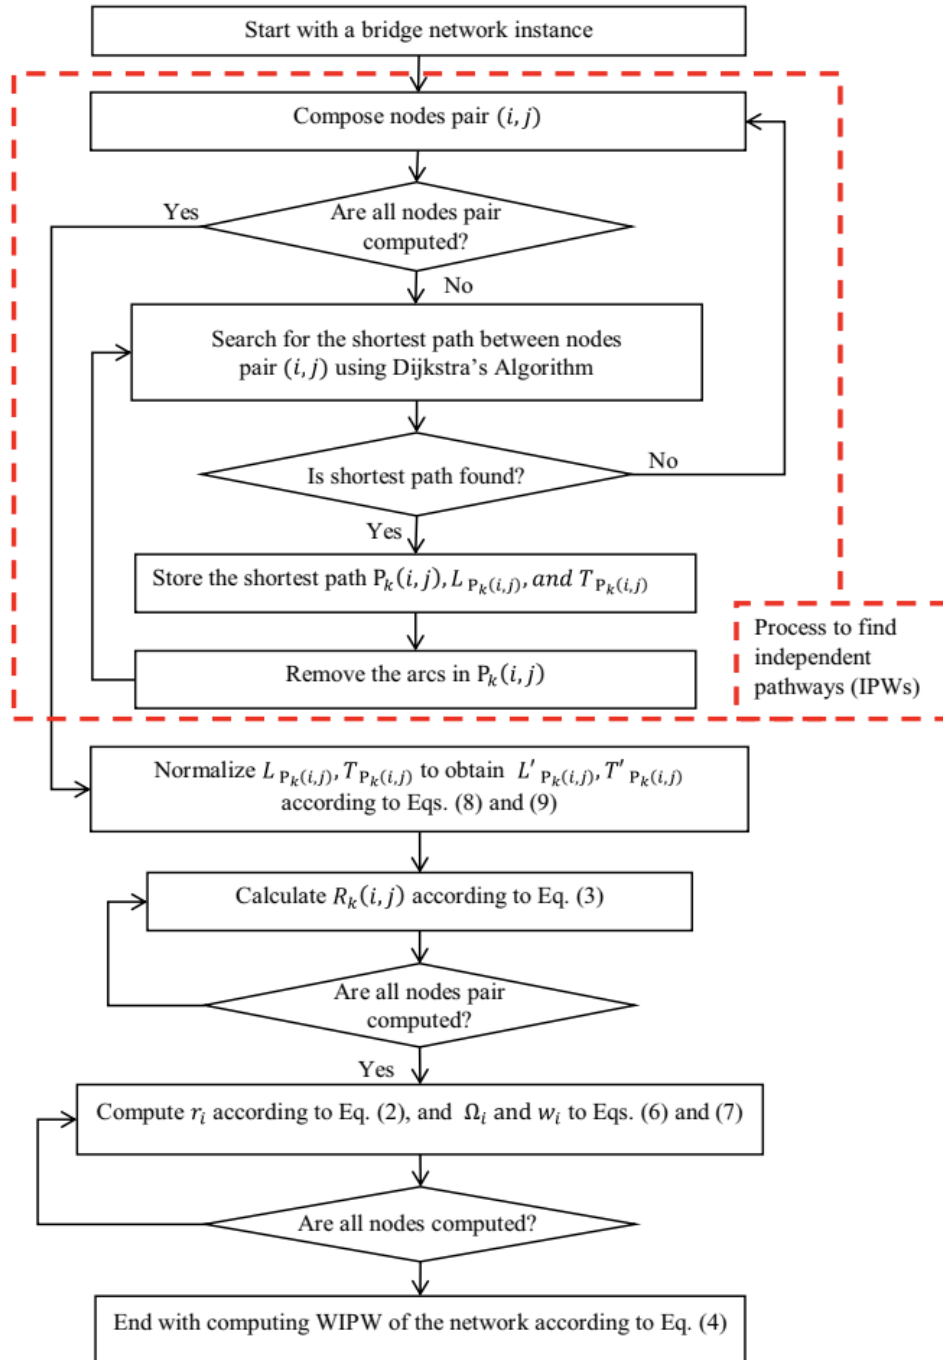 Start with a bridge network instance
Compose nodes pair (i, j)
Are all nodes pair
computed?
Yes
No
Search for the shortest path between nodes
pair (i, j) using Dijkstra's Algorithm
Is shortest path found?
No
Yes
Store the shortest path P_k(i, j), L_{P_k(i,j)}, and T_{P_k(i,j)}
Remove the arcs in P_k(i, j)
Process to find
independent
pathways (IPWs)
Normalize L_{P_k(i,j)}, T_{P_k(i,j)} to obtain L'_{P_k(i,j)}, T'_{P_k(i,j)}
according to Eqs. (8) and (9)
Calculate R_k(i, j) according to Eq. (3)
Are all nodes pair
computed?
Yes
Compute r_i according to Eq. (2), and Ω_i and w_i to Eqs. (6) and (7)
Are all nodes computed?
End with computing WIPW of the network according to Eq. (4)